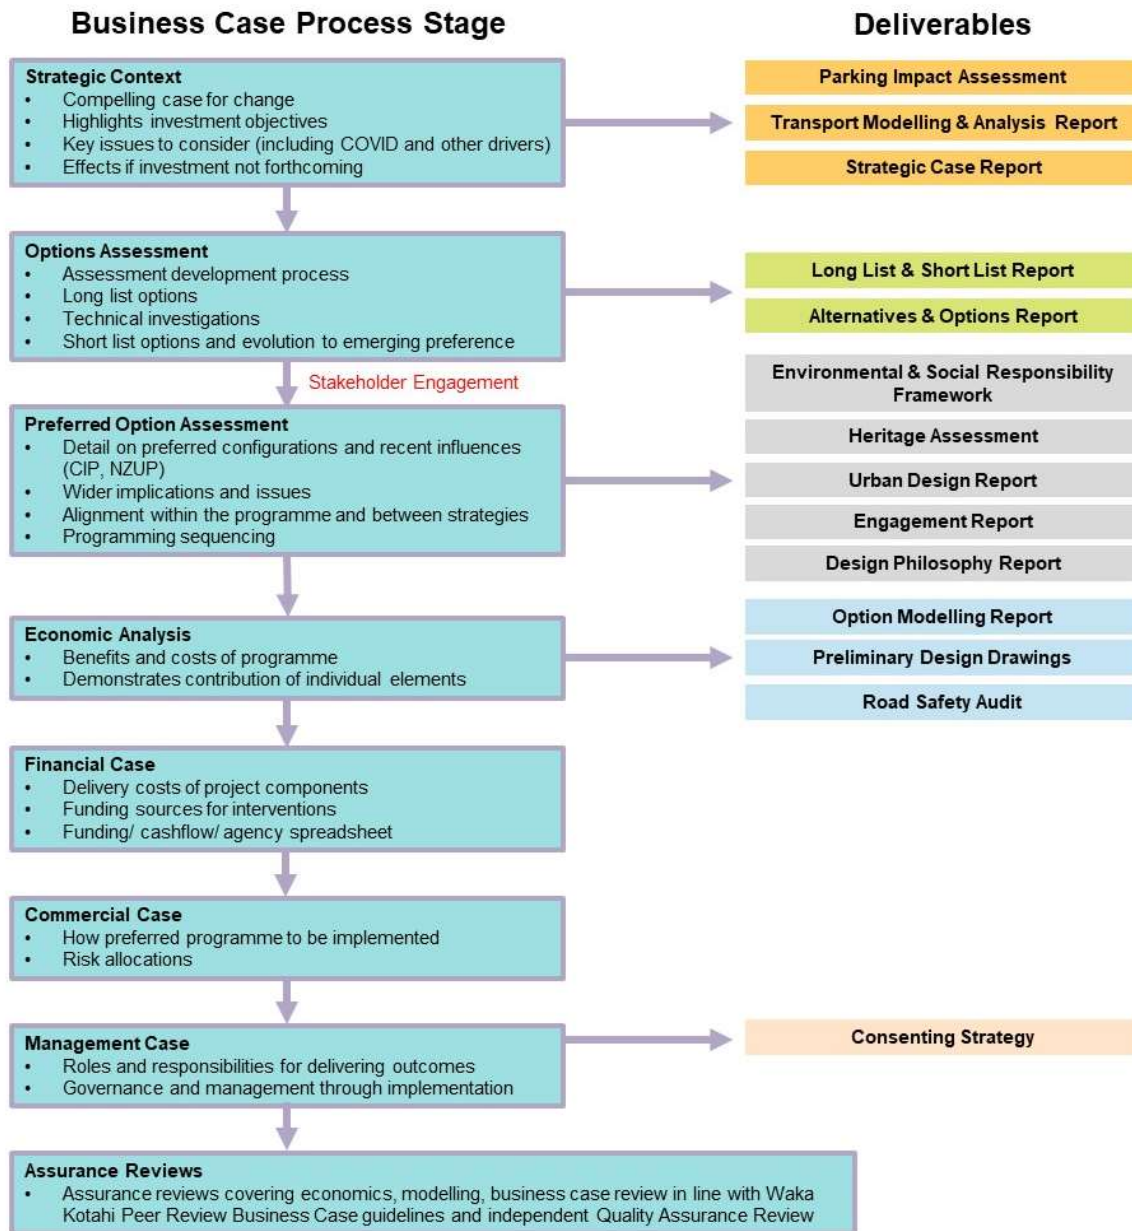 Business Case Process Stage
Strategic Context
• Compelling case for change
• Highlights investment objectives
• Key issues to consider (including COVID and other drivers)
• Effects if investment not forthcoming
Options Assessment
• Assessment development process
• Long list options
• Technical investigations
• Short list options and evolution to emerging preference
Stakeholder Engagement
Preferred Option Assessment
• Detail on preferred configurations and recent influences
(CIP, NZUP)
• Wider implications and issues
• Alignment within the programme and between strategies
• Programming sequencing
Economic Analysis
• Benefits and costs of programme
• Demonstrates contribution of individual elements
Financial Case
• Delivery costs of project components
• Funding sources for interventions
• Funding/ cashflow/ agency spreadsheet
Commercial Case
• How preferred programme to be implemented
• Risk allocations
Management Case
• Roles and responsibilities for delivering outcomes
• Governance and management through implementation
Assurance Reviews
• Assurance reviews covering economics, modelling, business case review in line with Waka
Kotahi Peer Review Business Case guidelines and independent Quality Assurance Review
Deliverables
Parking Impact Assessment
Transport Modelling & Analysis Report
Strategic Case Report
Long List & Short List Report
Alternatives & Options Report
Environmental & Social Responsibility
Framework
Heritage Assessment
Urban Design Report
Engagement Report
Design Philosophy Report
Option Modelling Report
Preliminary Design Drawings
Road Safety Audit
Consenting Strategy